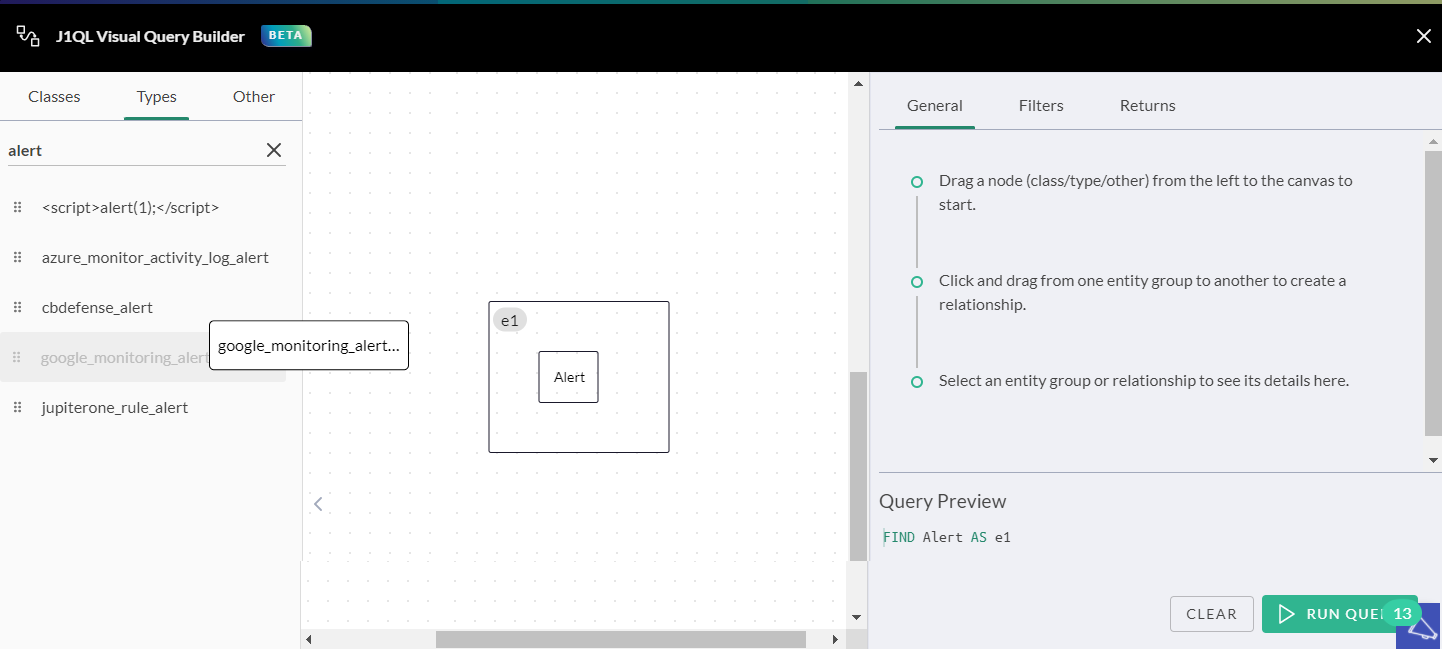 J1QL Visual Query Builder BETA
Classes Types Other
alert
<script>alert(1);</script>
azure_monitor_activity_log_alert
cbdefense_alert
google_monitoring_alert
google_monitoring_alert...
jupiterone_rule_alert
e1
Alert
General Filters Returns
Drag a node (class/type/other) from the left to the canvas to
start.
Click and drag from one entity group to another to create a
relationship.
Select an entity group or relationship to see its details here.
Query Preview
FIND Alert AS e1
CLEAR
RUN QUE
13